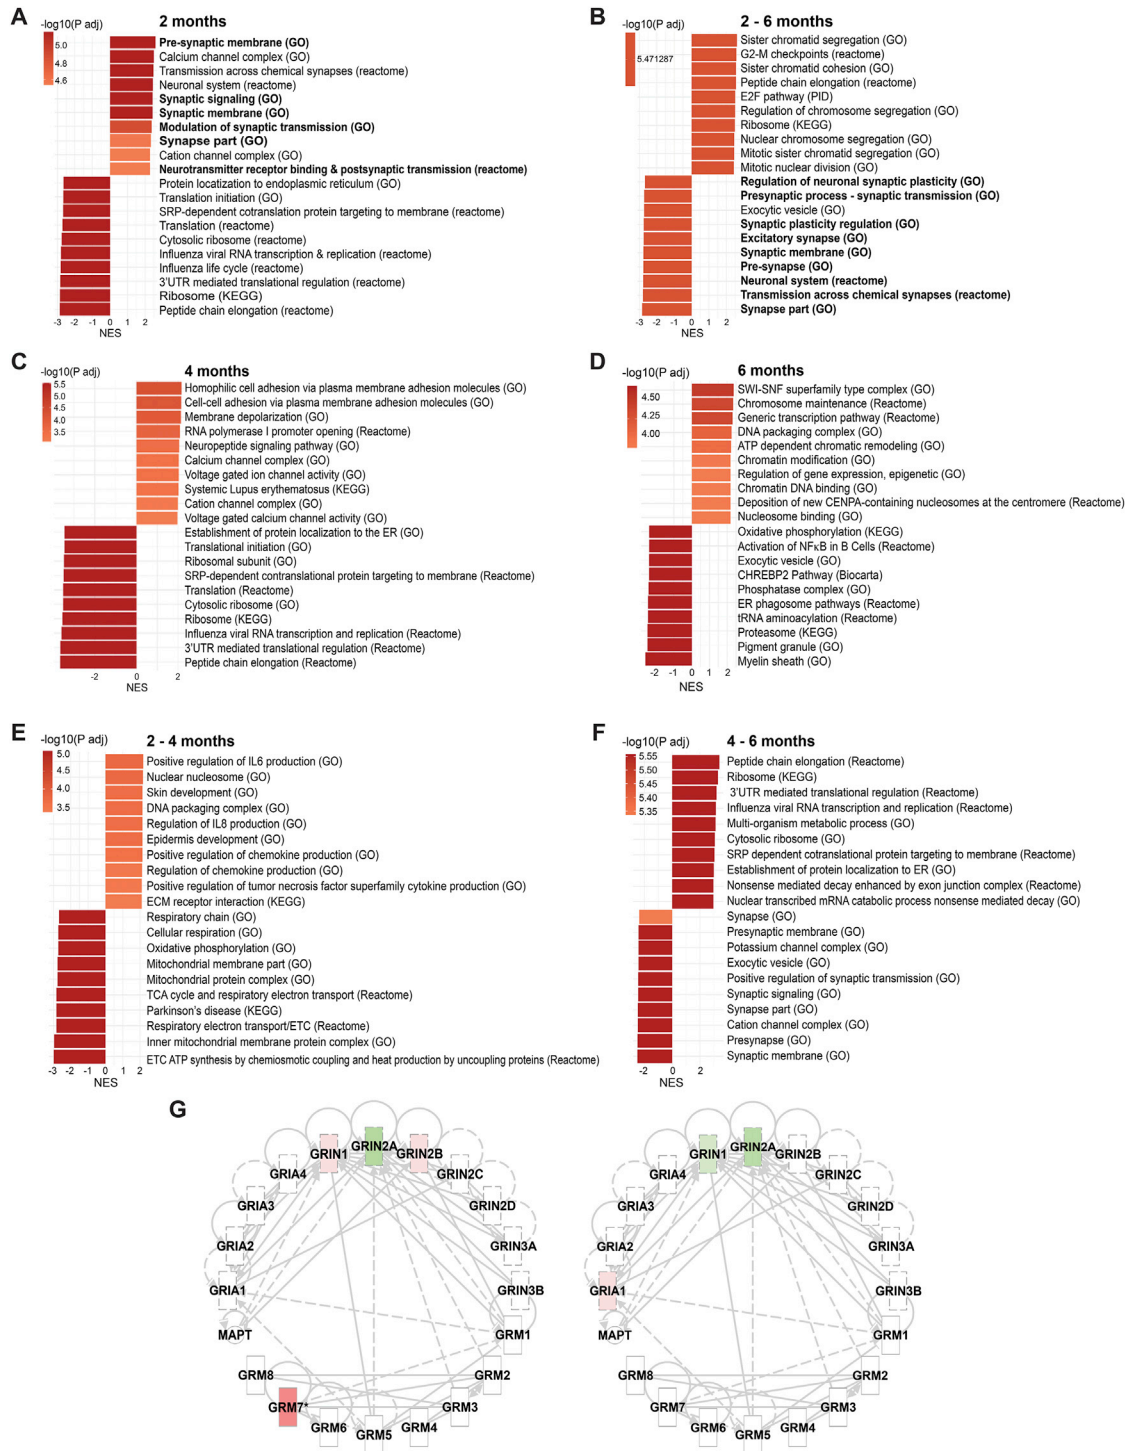 A
-log10(P adj)
2 months
5.0
4.8
4.6
Pre-synaptic membrane (GO)
Calcium channel complex (GO)
Transmission across chemical synapses (reactome)
Neuronal system (reactome)
Synaptic signaling (GO)
Synaptic membrane (GO)
Modulation of synaptic transmission (GO)
Synapse part (GO)
Cation channel complex (GO)
Neurotransmitter receptor binding & postsynaptic transmission (reactome)
Protein localization to endoplasmic reticulum (GO)
Translation initiation (GO)
SRP-dependent cotranslation protein targeting to membrane (reactome)
Translation (reactome)
Cytosolic ribosome (reactome)
Influenza viral RNA transcription & replication (reactome)
Influenza life cycle (reactome)
3'UTR mediated translational regulation (reactome)
Ribosome (KEGG)
Peptide chain elongation (reactome)
-3 -2 -1 0 1 2
NES
B
-log10(P adj)
2 - 6 months
5.471287
Sister chromatid segregation (GO)
G2-M checkpoints (reactome)
Sister chromatid cohesion (GO)
Peptide chain elongation (reactome)
E2F pathway (PID)
Regulation of chromosome segregation (GO)
Ribosome (KEGG)
Nuclear chromosome segregation (GO)
Mitotic sister chromatid segregation (GO)
Mitotic nuclear division (GO)
Regulation of neuronal synaptic plasticity (GO)
Presynaptic process - synaptic transmission (GO)
Exocytic vesicle (GO)
Synaptic plasticity regulation (GO)
Excitatory synapse (GO)
Synaptic membrane (GO)
Pre-synapse (GO)
Neuronal system (reactome)
Transmission across chemical synapses (reactome)
Synapse part (GO)
-3 -2 -1 0 1 2
NES
C
-log10(P adj)
4 months
5.5
5.0
4.5
4.0
3.5
Homophilic cell adhesion via plasma membrane adhesion molecules (GO)
Cell-cell adhesion via plasma membrane adhesion molecules (GO)
Membrane depolarization (GO)
RNA polymerase I promoter opening (Reactome)
Neuropeptide signaling pathway (GO)
Calcium channel complex (GO)
Voltage gated ion channel activity (GO)
Systemic Lupus erythematosus (KEGG)
Cation channel complex (GO)
Voltage gated calcium channel activity (GO)
Establishment of protein localization to the ER (GO)
Translational initiation (GO)
Ribosomal subunit (GO)
SRP-dependent contranslational protein targeting to membrane (Reactome)
Translation (Reactome)
Cytosolic ribosome (GO)
Ribosome (KEGG)
Influenza viral RNA transcription and replication (Reactome)
3'UTR mediated translational regulation (Reactome)
Peptide chain elongation (Reactome)
-2 0 2
NES
D
-log10(P adj)
6 months
4.50
4.00
SWI-SNF superfamily type complex (GO)
Chromosome maintenance (Reactome)
Generic transcription pathway (Reactome)
DNA packaging complex (GO)
ATP dependent chromatic remodeling (GO)
Chromatin modification (GO)
Regulation of gene expression, epigenetic (GO)
Chromatin DNA binding (GO)
Deposition of new CENPA-containing nucleosomes at the centromere (Reactome)
Nucleosome binding (GO)
Oxidative phosphorylation (KEGG)
Activation of NFκB in B Cells (Reactome)
Exocytic vesicle (GO)
CHREBP2 Pathway (Biocarta)
Phosphatase complex (GO)
ER phagosome pathways (Reactome)
tRNA aminoacylation (Reactome)
Proteasome (KEGG)
Pigment granule (GO)
Myelin sheath (GO)
-2 -1 0 1 2
NES
E
-log10(P adj)
2 - 4 months
5.0
4.5
4.0
3.5
Positive regulation of IL6 production (GO)
Nuclear nucleosome (GO)
Skin development (GO)
DNA packaging complex (GO)
Regulation of IL8 production (GO)
Epidermis development (GO)
Positive regulation of chemokine production (GO)
Regulation of chemokine production (GO)
Positive regulation of tumor necrosis factor superfamily cytokine production (GO)
ECM receptor interaction (KEGG)
Respiratory chain (GO)
Cellular respiration (GO)
Oxidative phosphorylation (GO)
Mitochondrial membrane part (GO)
Mitochondrial protein complex (GO)
TCA cycle and respiratory electron transport (Reactome)
Parkinson's disease (KEGG)
Respiratory electron transport/ETC (Reactome)
Inner mitochondrial membrane protein complex (GO)
ETC ATP synthesis by chemiosmotic coupling and heat production by uncoupling proteins (Reactome)
-3 -2 -1 0 1 2
NES
F
-log10(P adj)
4 - 6 months
5.55
5.50
5.45
5.40
5.35
Peptide chain elongation (Reactome)
Ribosome (KEGG)
3'UTR mediated translational regulation (Reactome)
Influenza viral RNA transcription and replication (Reactome)
Multi-organism metabolic process (GO)
Cytosolic ribosome (GO)
SRP dependent cotranslational protein targeting to membrane (Reactome)
Establishment of protein localization to ER (GO)
Nonsense mediated decay enhanced by exon junction complex (Reactome)
Nuclear transcribed mRNA catabolic process nonsense mediated decay (GO)
Synapse (GO)
Presynaptic membrane (GO)
Potassium channel complex (GO)
Exocytic vesicle (GO)
Positive regulation of synaptic transmission (GO)
Synaptic signaling (GO)
Synapse part (GO)
Cation channel complex (GO)
Presynapse (GO)
Synaptic membrane (GO)
-2 0 2
NES
G
GRIN2A
GRIN1
GRIN2B
GRIA4
GRIN2C
GRIA3
GRIN2D
GRIA2
GRIN3A
GRIA1
GRIN3B
MAPT
GRM1
GRM8
GRM2
GRM7*
GRM3
GRM6
GRM4
GRM5
GRIN2A
GRIN1
GRIN2B
GRIA4
GRIN2C
GRIA3
GRIN2D
GRIA2
GRIN3A
GRIA1
GRIN3B
MAPT
GRM1
GRM8
GRM2
GRM7
GRM3
GRM6
GRM4
GRM5